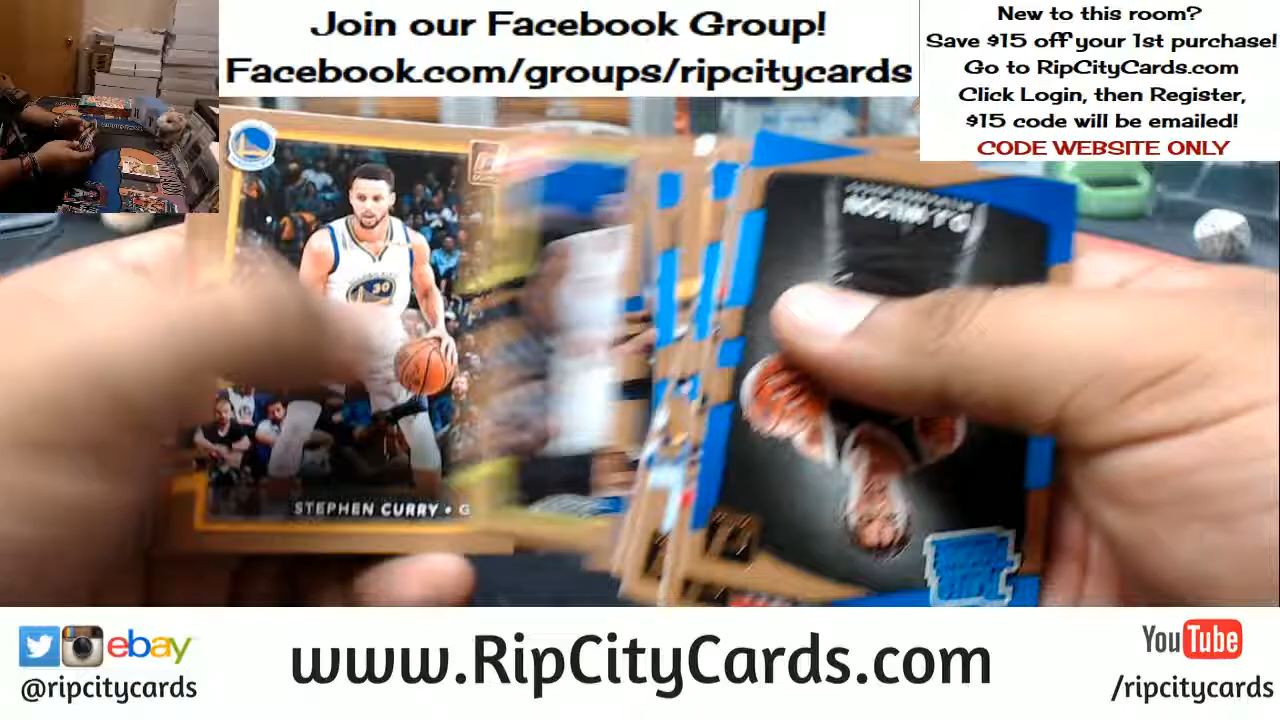 Join our Facebook Group!
Facebook.com/groups/ripcitycards
New to this room?
Save $15 off your 1st purchase!
Go to RipCityCards.com
Click Login, then Register,
$15 code will be emailed!
CODE WEBSITE ONLY
30
STEPHEN CURRY • G
D.J. WILSON
ebay
@ripcitycards
www.RipCityCards.com
YouTube
/ripcitycards